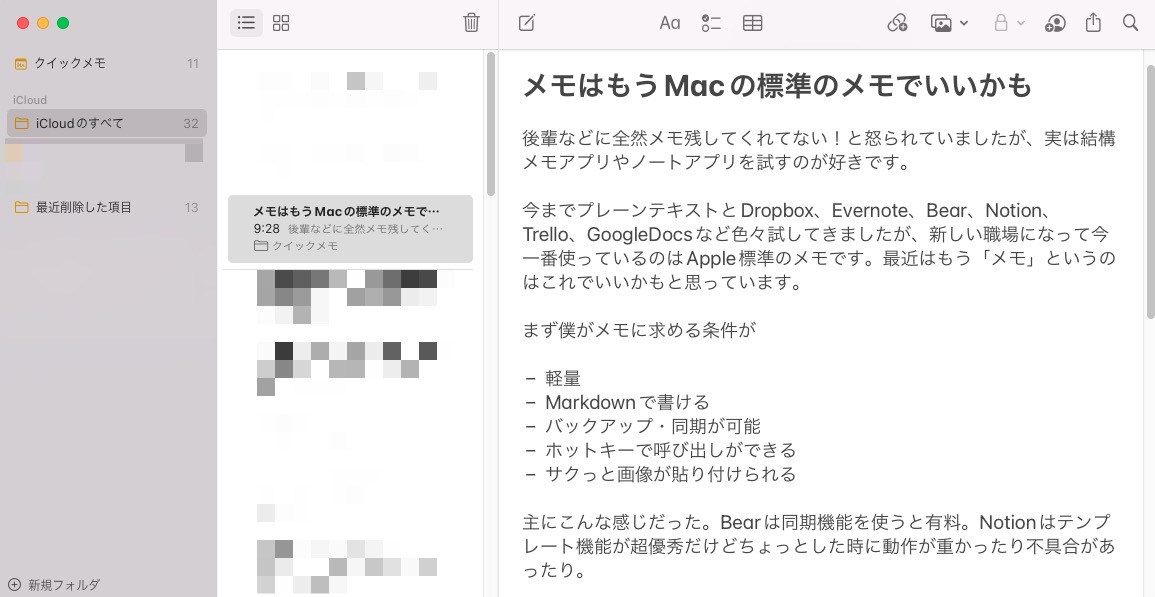 クイックメモ 11
iCloud
iCloudのすべて 32
最近削除した項目 13
新規フォルダ
メモはもうMacの標準のメモで…
9:28 後輩などに全然メモ残してく…
クイックメモ
Aa
メモはもうMacの標準のメモでいいかも
後輩などに全然メモ残してくれてない！と怒られていましたが、実は結構
メモアプリやノートアプリを試すのが好きです。
今までプレーンテキストとDropbox、Evernote、Bear、Notion、
Trello、GoogleDocsなど色々試してきましたが、新しい職場になって今
一番使っているのはApple標準のメモです。最近はもう「メモ」というの
はこれでいいかもと思っています。
まず僕がメモに求める条件が
– 軽量
– Markdownで書ける
– バックアップ・同期が可能
– ホットキーで呼び出しができる
– サクっと画像が貼り付けられる
主にこんな感じだった。Bearは同期機能を使うと有料。Notionはテンプ
レート機能が超優秀だけどちょっとした時に動作が重かったり不具合があ
ったり。